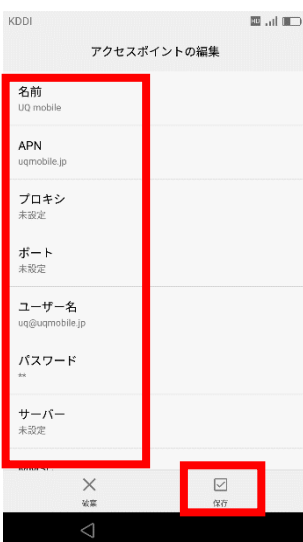 KDDI
アクセスポイントの編集
名前
UQ mobile
APN
uqmobile.jp
プロキシ
未設定
ポート
未設定
ユーザー名
uq@uqmobile.jp
パスワード
**
サーバー
未設定
破棄
保存